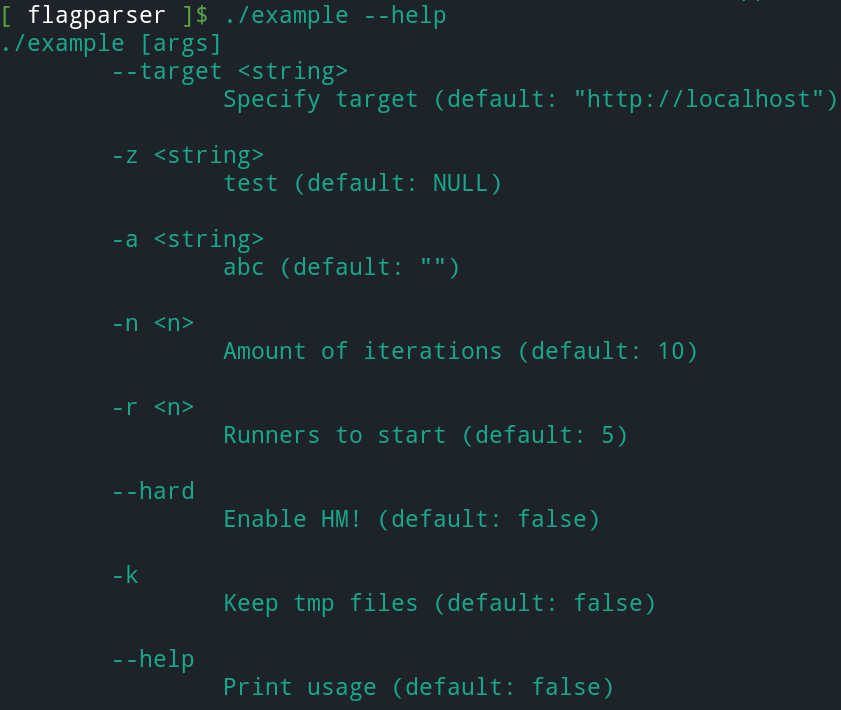 [ flagparser ]$ ./example --help
./example [args]
--target <string>
Specify target (default: "http://localhost")
-z <string>
test (default: NULL)
-a <string>
abc (default: "")
-n <n>
Amount of iterations (default: 10)
-r <n>
Runners to start (default: 5)
--hard
Enable HM! (default: false)
-k
Keep tmp files (default: false)
--help
Print usage (default: false)